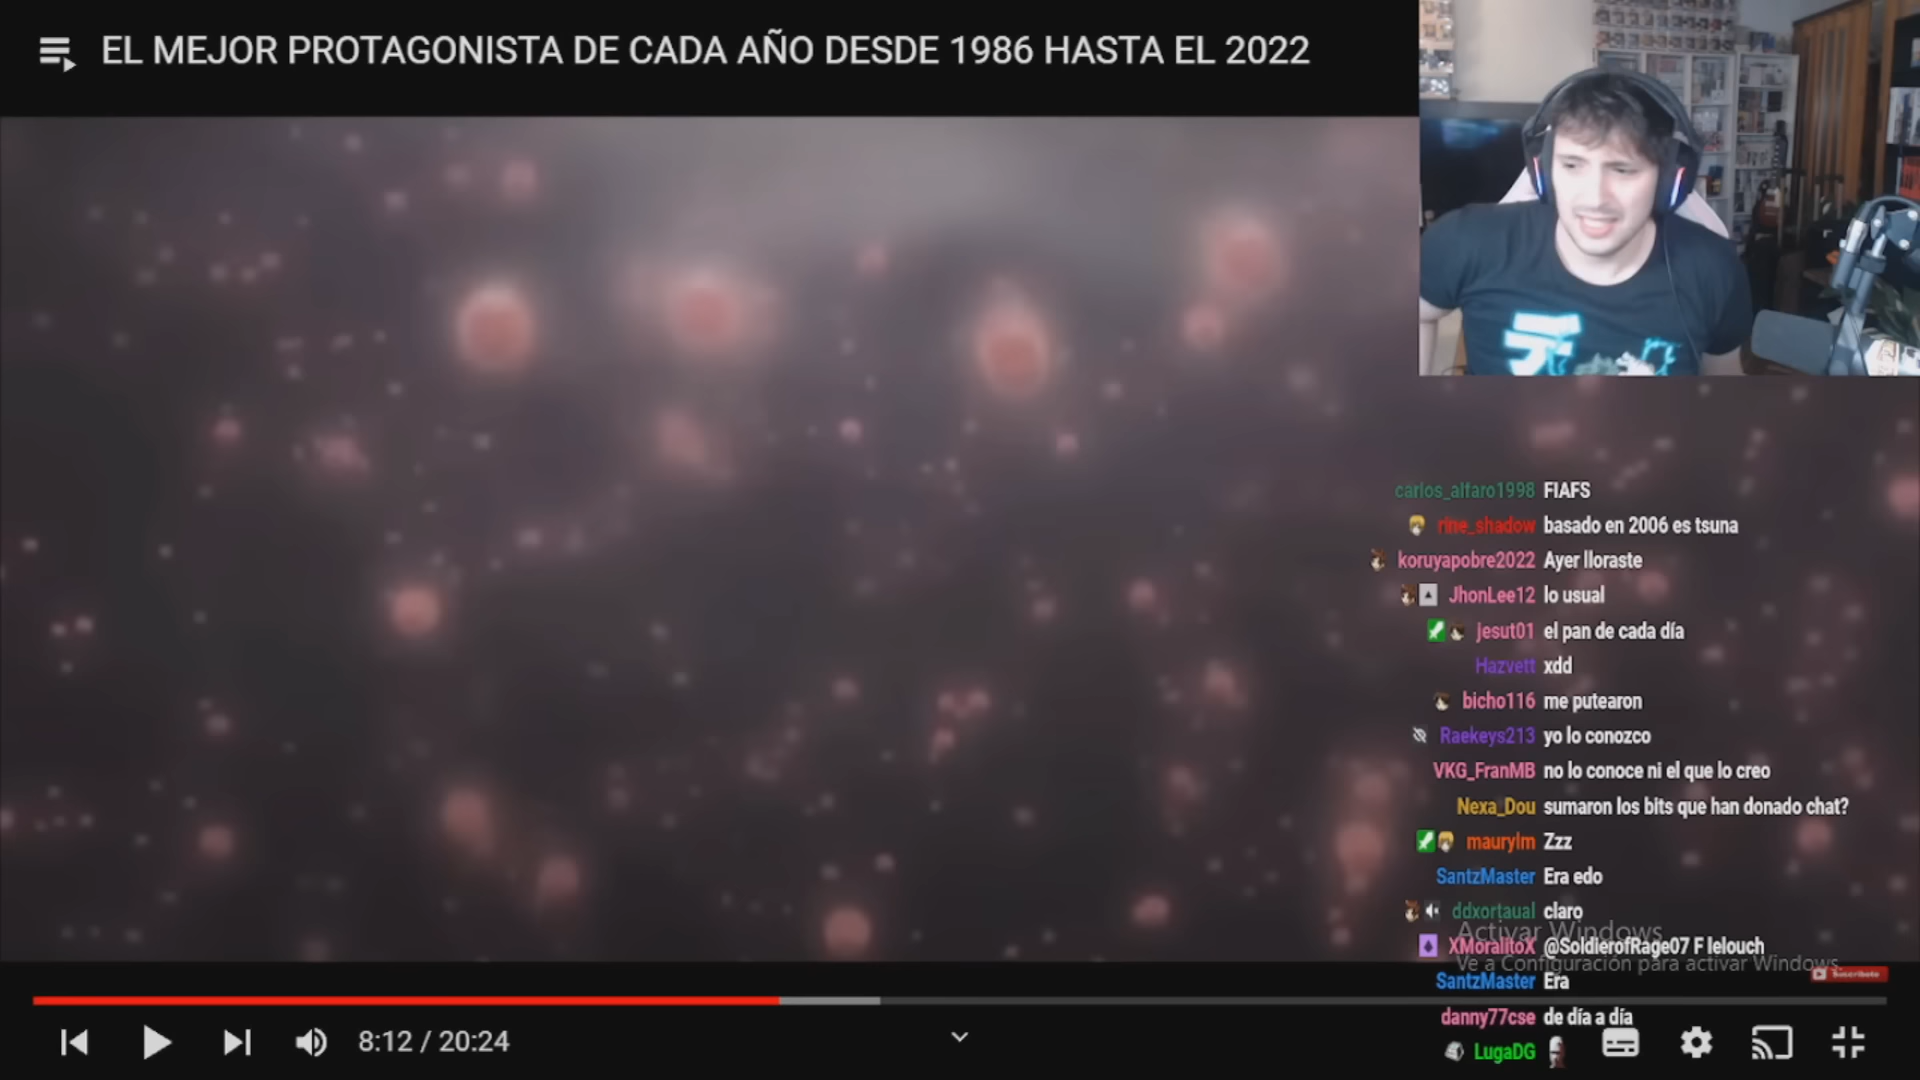 EL MEJOR PROTAGONISTA DE CADA AÑO DESDE 1986 HASTA EL 2022
デ
carlos_alfaro1998 FIAFS
rine_shadow basado en 2006 es tsuna
koruyapobre2022 Ayer lloraste
JhonLee12 lo usual
jesut01 el pan de cada día
Hazvett xdd
bicho116 me putearon
Raekeys213 yo lo conozco
VKG_FranMB no lo conoce ni el que lo creo
Nexa_Dou sumaron los bits que han donado chat?
maurylm Zzz
SantzMaster Era edo
ddxortaual claro
Activar Windows
XMoralitoX @SoldierofRage07 F lelouch
Ve a Configuración para activar Windows.
Suscribete
SantzMaster Era
danny77cse de día a día
LugaDG
8:12 / 20:24